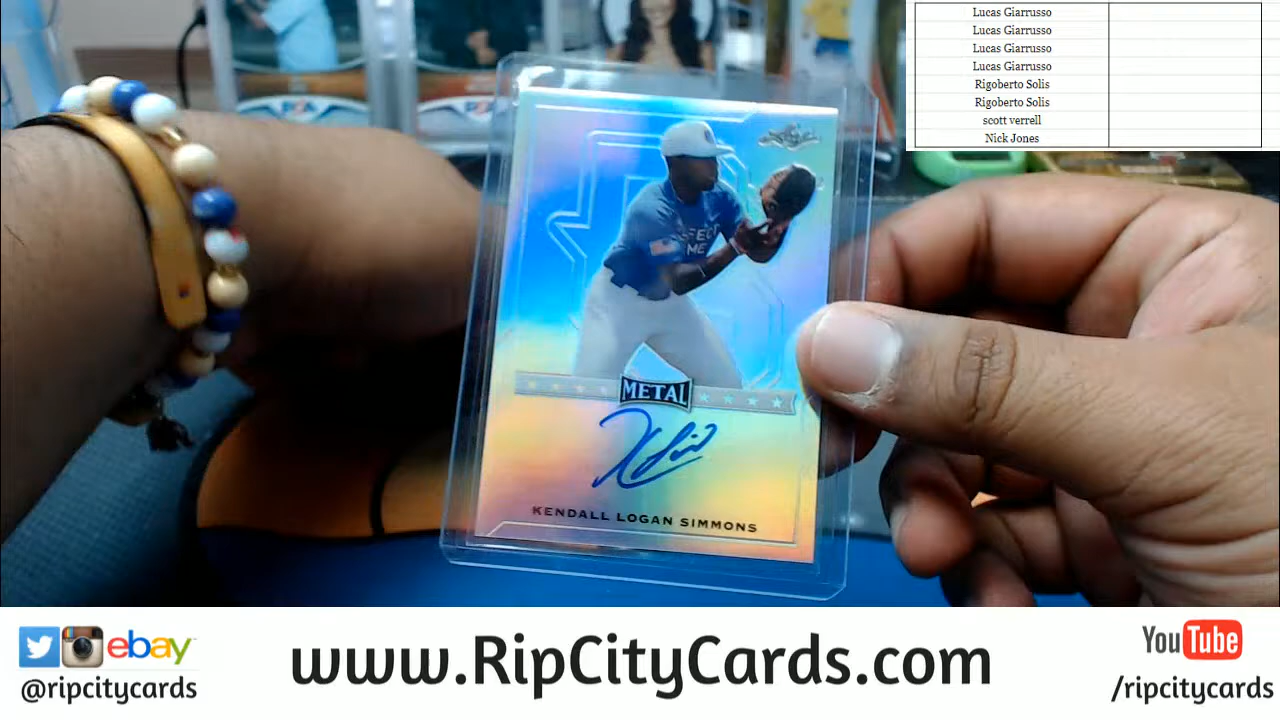 Lucas Giarrusso
Lucas Giarrusso
Lucas Giarrusso
Lucas Giarrusso
Rigoberto Solis
Rigoberto Solis
scott verrell
Nick Jones
METAL
KENDALL LOGAN SIMMONS
ebay
@ripcitycards
www.RipCityCards.com
YouTube
/ripcitycards